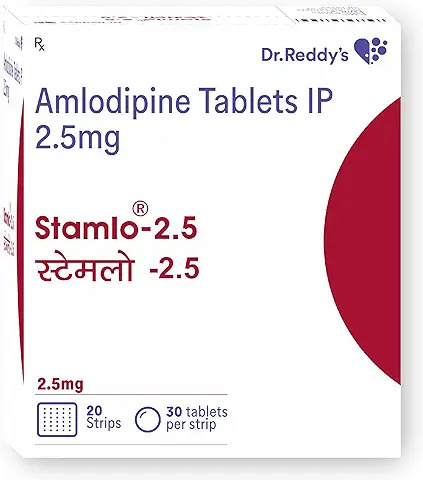 Rx
Dr.Reddy's
Amlodipine Tablets IP
2.5mg
Stamlo®-2.5
स्टेमलो -2.5
2.5mg
20
Strips
30 tablets
per strip